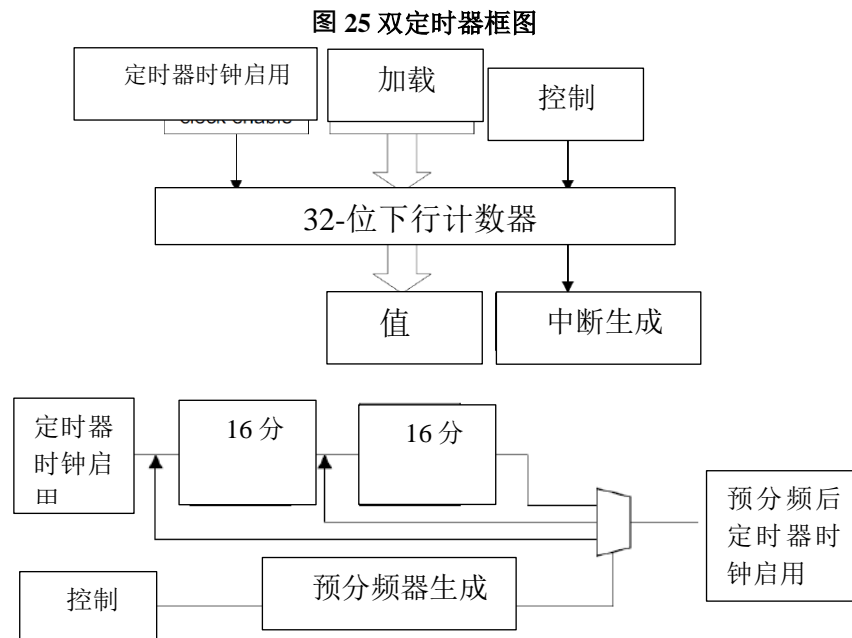 图 25 双定时器框图
定时器时钟启用
加载
控制
clock enable
32-位下行计数器
值
中断生成
定时器
时钟启
用
16 分
16 分
预分频后
定时器时
钟启用
控制
预分频器生成